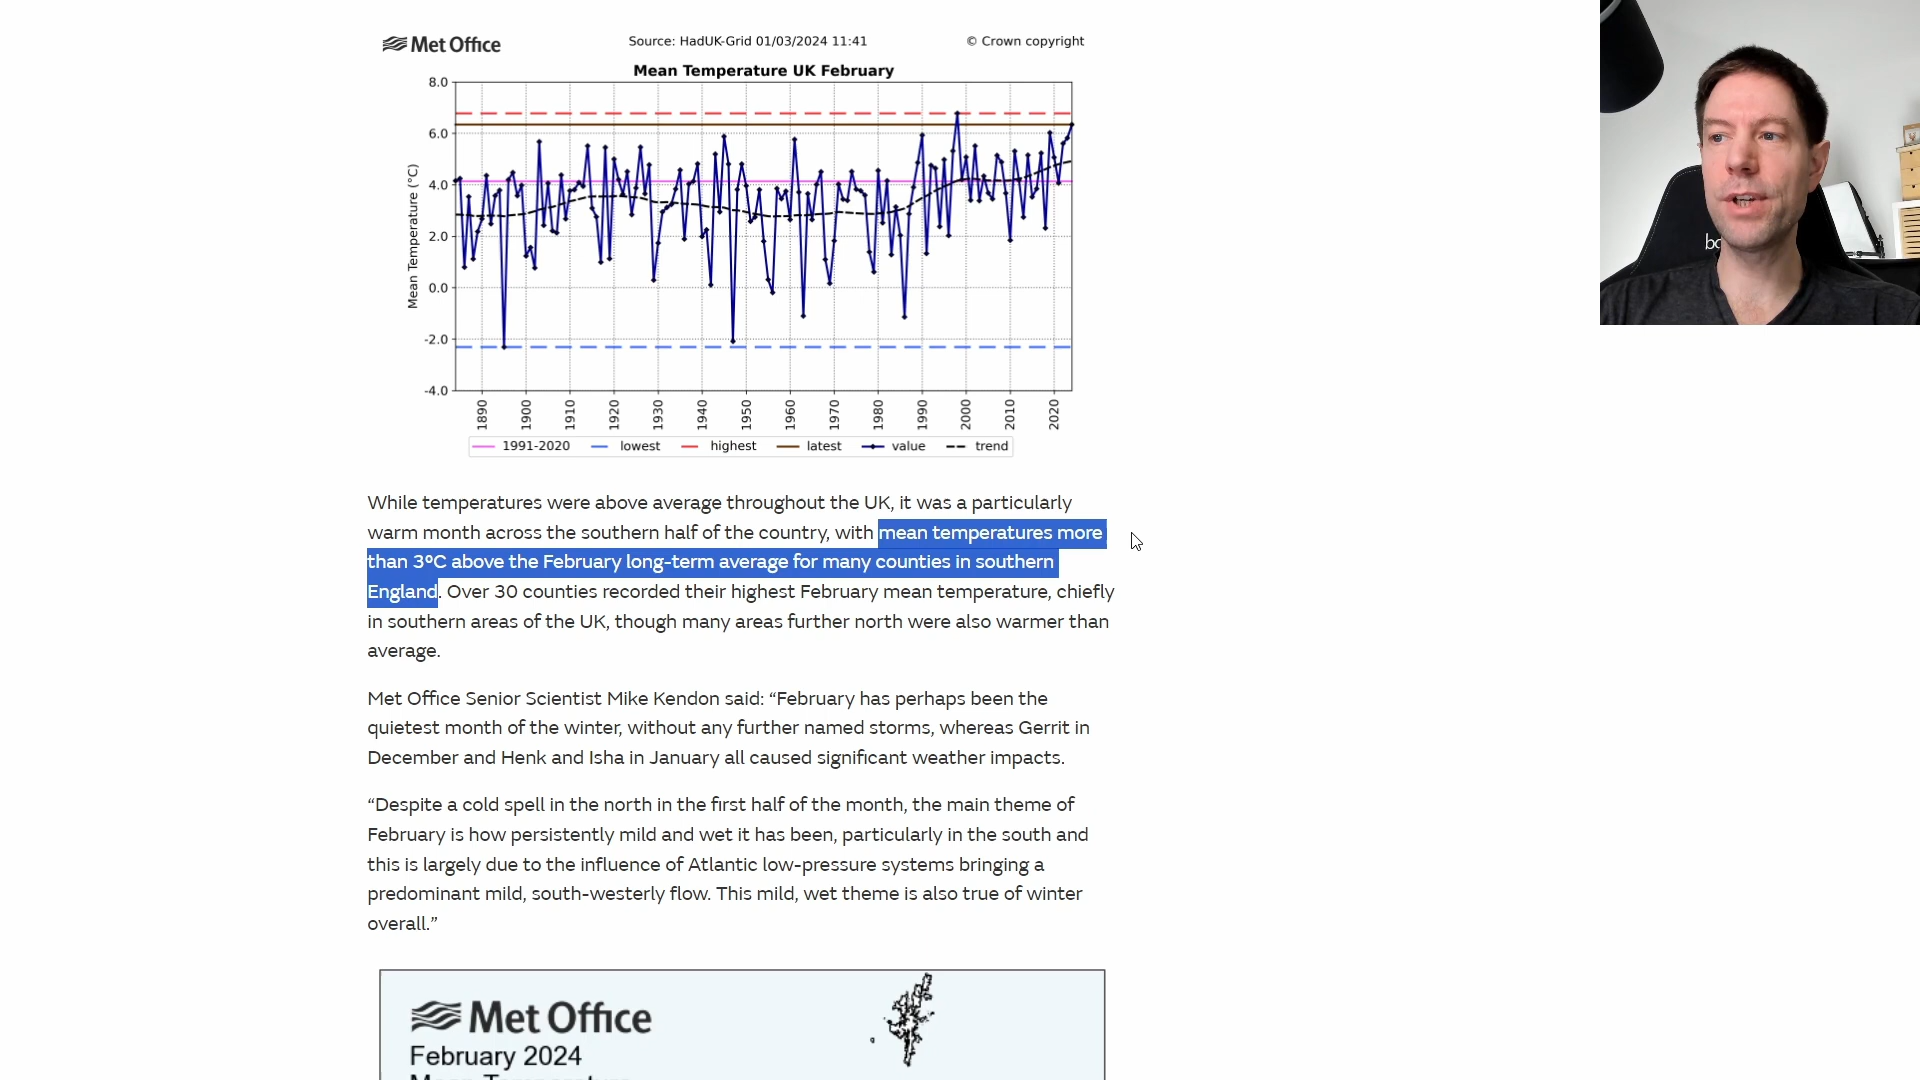 Met Office
Source: HadUK-Grid 01/03/2024 11:41
© Crown copyright
Mean Temperature UK February
8.0
6.0
4.0
2.0
0.0
-2.0
-4.0
Mean Temperature (°C)
1890 1900 1910 1920 1930 1940 1950 1960 1970 1980 1990 2000 2010 2020
1991-2020 lowest highest latest value trend
While temperatures were above average throughout the UK, it was a particularly
warm month across the southern half of the country, with mean temperatures more
than 3°C above the February long-term average for many counties in southern
England. Over 30 counties recorded their highest February mean temperature, chiefly
in southern areas of the UK, though many areas further north were also warmer than
average.
Met Office Senior Scientist Mike Kendon said: “February has perhaps been the
quietest month of the winter, without any further named storms, whereas Gerrit in
December and Henk and Isha in January all caused significant weather impacts.
“Despite a cold spell in the north in the first half of the month, the main theme of
February is how persistently mild and wet it has been, particularly in the south and
this is largely due to the influence of Atlantic low-pressure systems bringing a
predominant mild, south-westerly flow. This mild, wet theme is also true of winter
overall.”
Met Office
February 2024
Mean Temperature